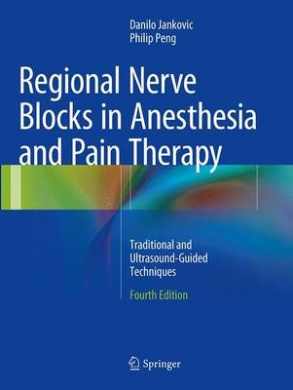 Danilo Jankovic
Philip Peng
Regional Nerve
Blocks in Anesthesia
and Pain Therapy
Traditional and
Ultrasound-Guided
Techniques
Fourth Edition
Springer